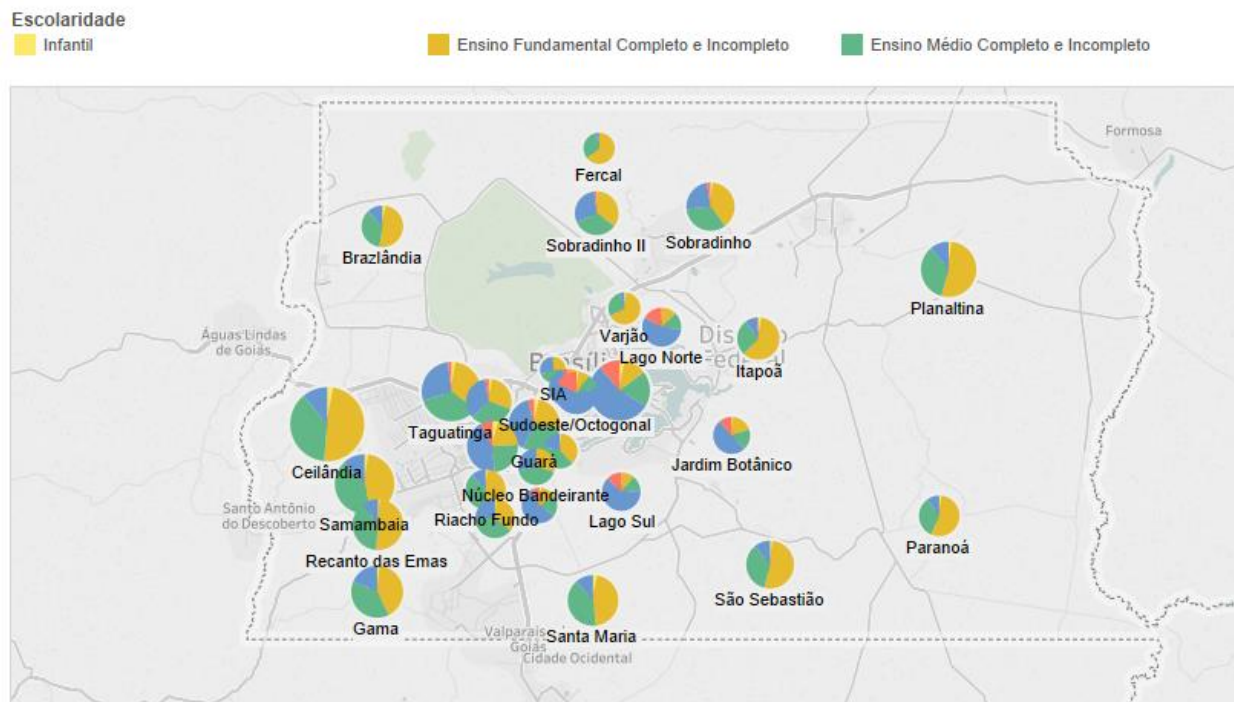 Escolaridade
Infantil
Ensino Fundamental Completo e Incompleto
Ensino Médio Completo e Incompleto
Formosa
Fercal
Sobradinho II
Sobradinho
Brazlândia
Planaltina
Águas Lindas
de Goiás
Varjão
Lago Norte
Itapoã
SIA
Taguatinga
Sudoeste/Octogonal
Jardim Botânico
Ceilândia
Guará
Núcleo Bandeirante
Lago Sul
Santo Antônio
do Descoberto
Samambaia
Riacho Fundo
Paranoá
Recanto das Emas
São Sebastião
Gama
Santa Maria
Cidade Ocidental